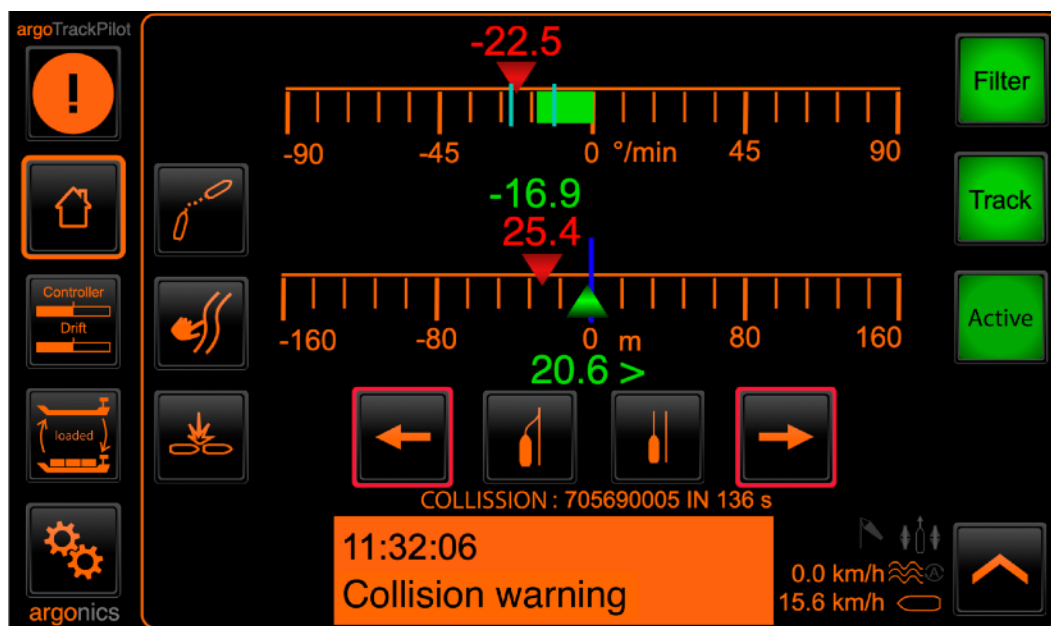 argoTrackPilot
!
-22.5
Filter
-90 -45 0 °/min 45 90
-16.9
25.4
Track
Controller
Drift
-160 -80 0 m 80 160
Active
20.6 >
loaded
COLLISSION : 705690005 IN 136 s
11:32:06
Collision warning
A
0.0 km/h
15.6 km/h
argonics